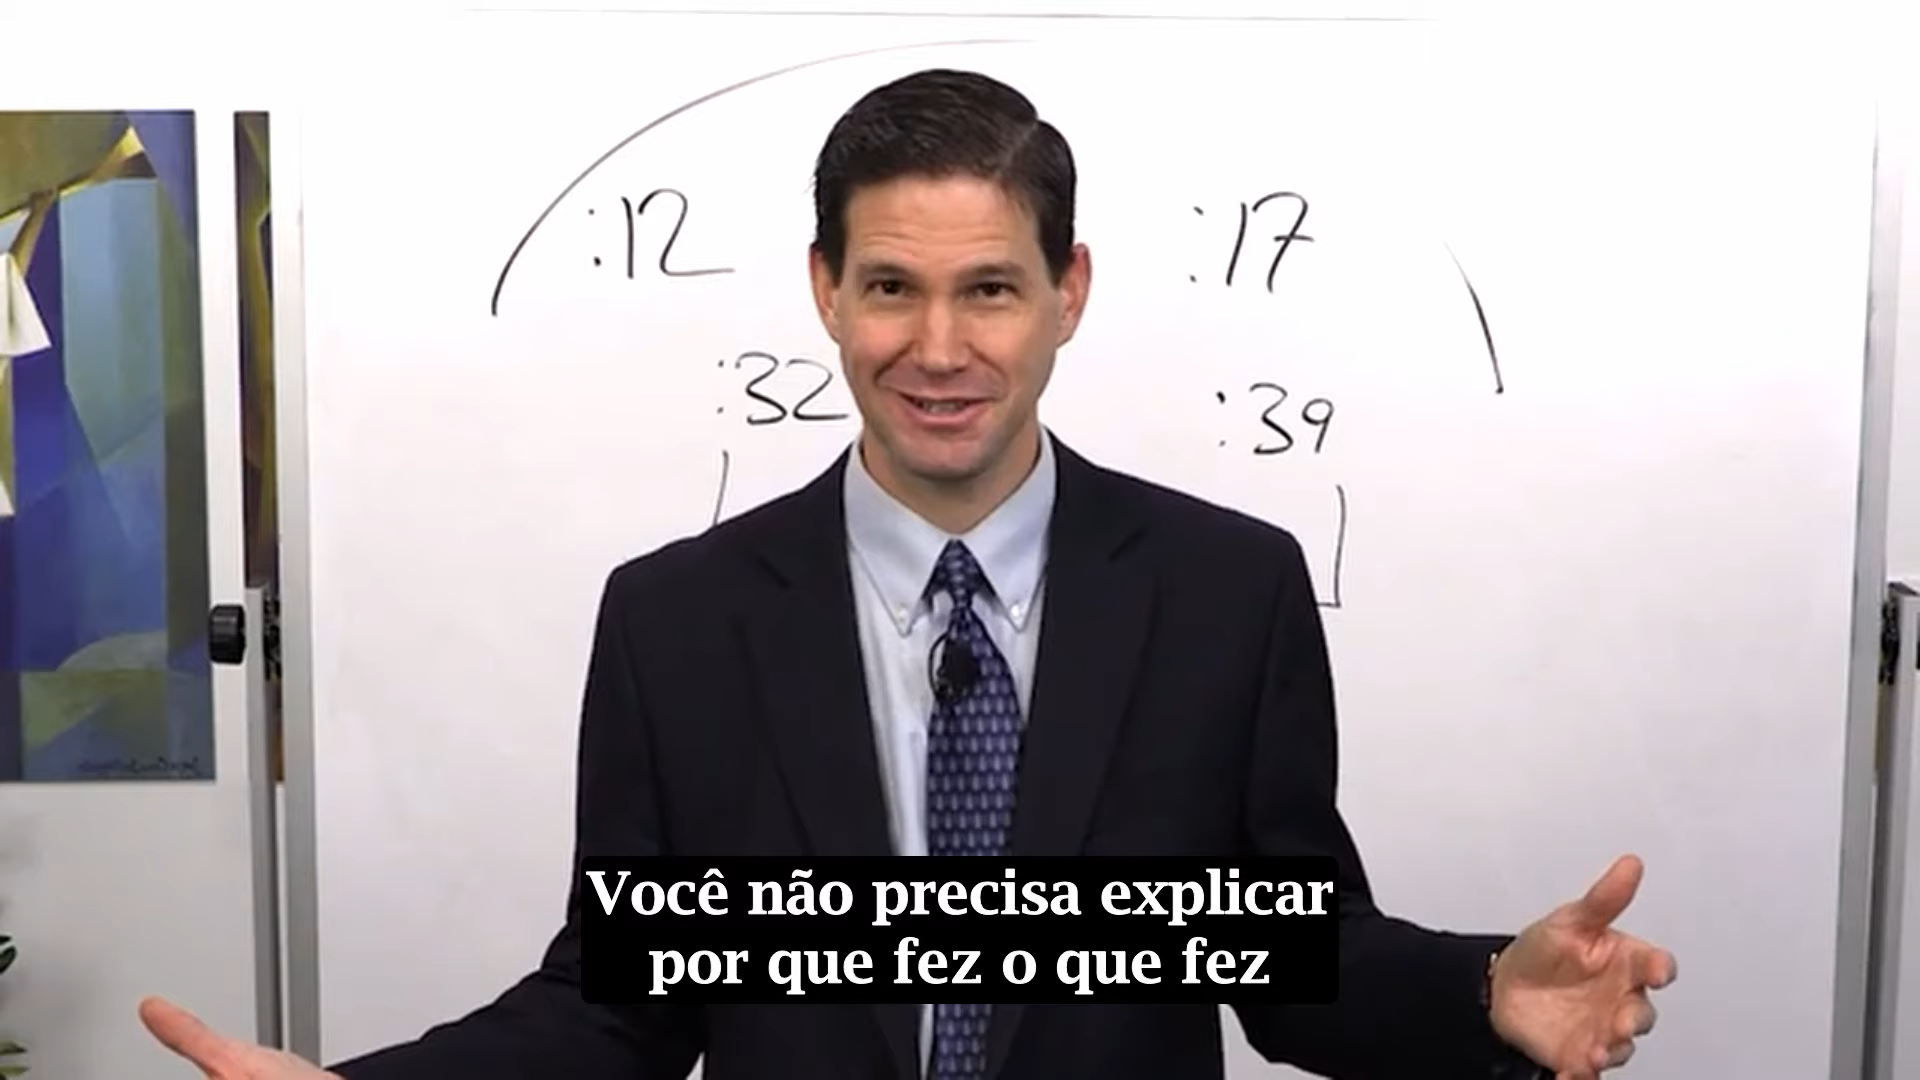 :12 :17
:32 :39
Você não precisa explicar
por que fez o que fez